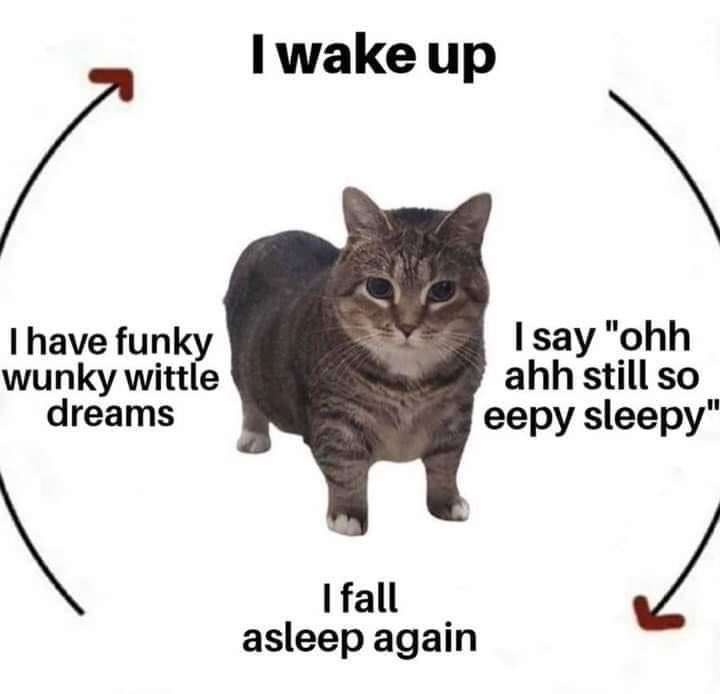 I wake up
I say "ohh
ahh still so
eepy sleepy"
I fall
asleep again
I have funky
wunky wittle
dreams